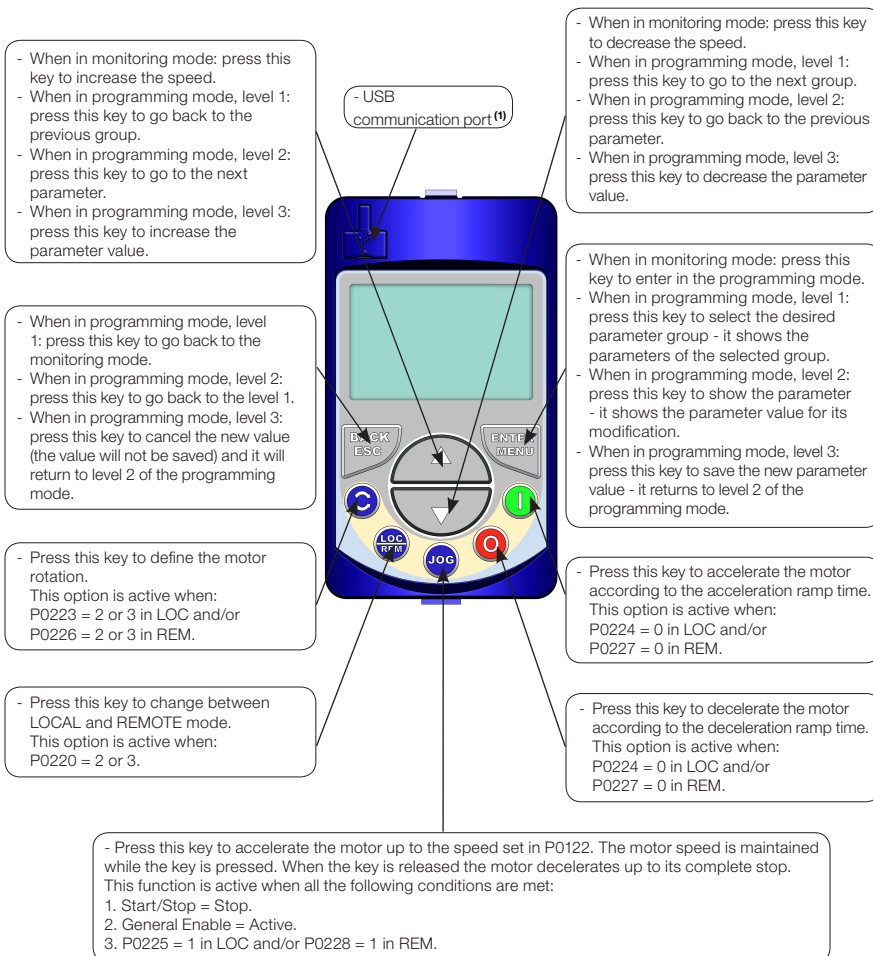 - When in monitoring mode: press this
key to increase the speed.
- When in programming mode, level 1:
press this key to go back to the
previous group.
- When in programming mode, level 2:
press this key to go to the next
parameter.
- When in programming mode, level 3:
press this key to increase the
parameter value.
- USB
communication port (1)
- When in monitoring mode: press this key
to decrease the speed.
- When in programming mode, level 1:
press this key to go to the next group.
- When in programming mode, level 2:
press this key to go back to the previous
parameter.
- When in programming mode, level 3:
press this key to decrease the parameter
value.
- When in programming mode, level
1: press this key to go back to the
monitoring mode.
- When in programming mode, level 2:
press this key to go back to the level 1.
- When in programming mode, level 3:
press this key to cancel the new value
(the value will not be saved) and it will
return to level 2 of the programming
mode.
- When in monitoring mode: press this
key to enter in the programming mode.
- When in programming mode, level 1:
press this key to select the desired
parameter group - it shows the
parameters of the selected group.
- When in programming mode, level 2:
press this key to show the parameter
- it shows the parameter value for its
modification.
- When in programming mode, level 3:
press this key to save the new parameter
value - it returns to level 2 of the
programming mode.
BACK
ESC
ENTER
MENU
LOC
REM
JOG
- Press this key to define the motor
rotation.
This option is active when:
P0223 = 2 or 3 in LOC and/or
P0226 = 2 or 3 in REM.
- Press this key to accelerate the motor
according to the acceleration ramp time.
This option is active when:
P0224 = 0 in LOC and/or
P0227 = 0 in REM.
- Press this key to change between
LOCAL and REMOTE mode.
This option is active when:
P0220 = 2 or 3.
- Press this key to decelerate the motor
according to the deceleration ramp time.
This option is active when:
P0224 = 0 in LOC and/or
P0227 = 0 in REM.
- Press this key to accelerate the motor up to the speed set in P0122. The motor speed is maintained
while the key is pressed. When the key is released the motor decelerates up to its complete stop.
This function is active when all the following conditions are met:
1. Start/Stop = Stop.
2. General Enable = Active.
3. P0225 = 1 in LOC and/or P0228 = 1 in REM.